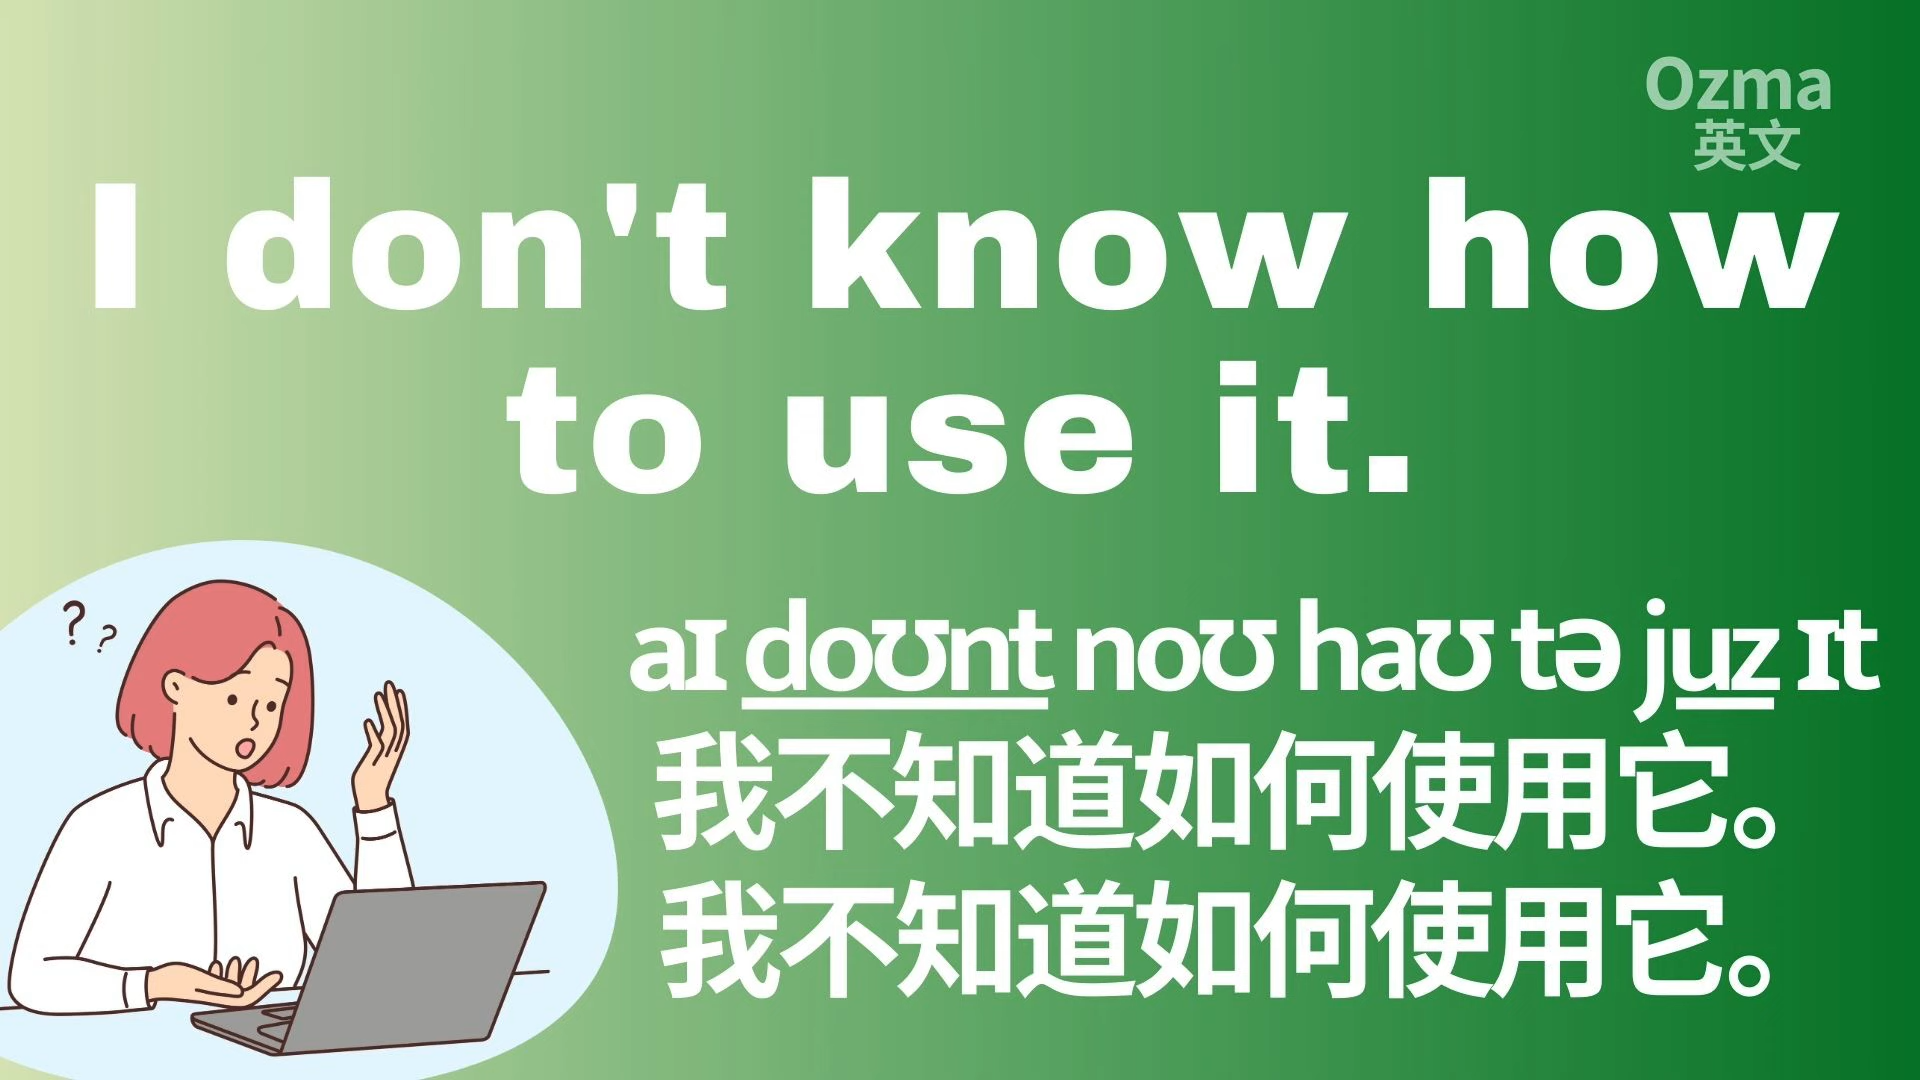 Ozma
英文
I don't know how
to use it.
? ?
aɪ doʊnt noʊ haʊ tə juz ɪt
我不知道如何使用它。
我不知道如何使用它。